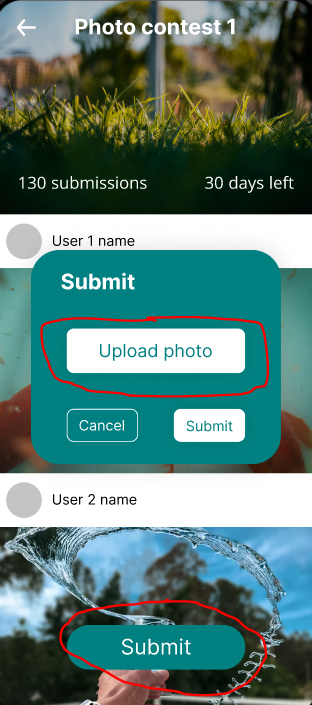 Photo contest 1
130 submissions 30 days left
User 1 name
Submit
Upload photo
Cancel Submit
User 2 name
Submit